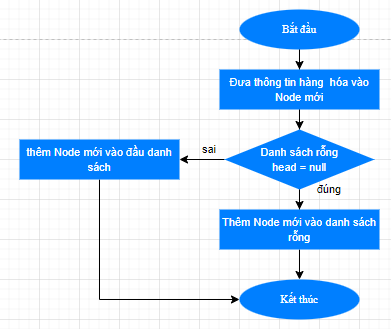 Bắt đầu
Đưa thông tin hàng hóa vào
Node mới
Danh sách rỗng
head = null
sai
thêm Node mới vào đầu danh
sách
đúng
Thêm Node mới vào danh sách
rỗng
Kết thúc